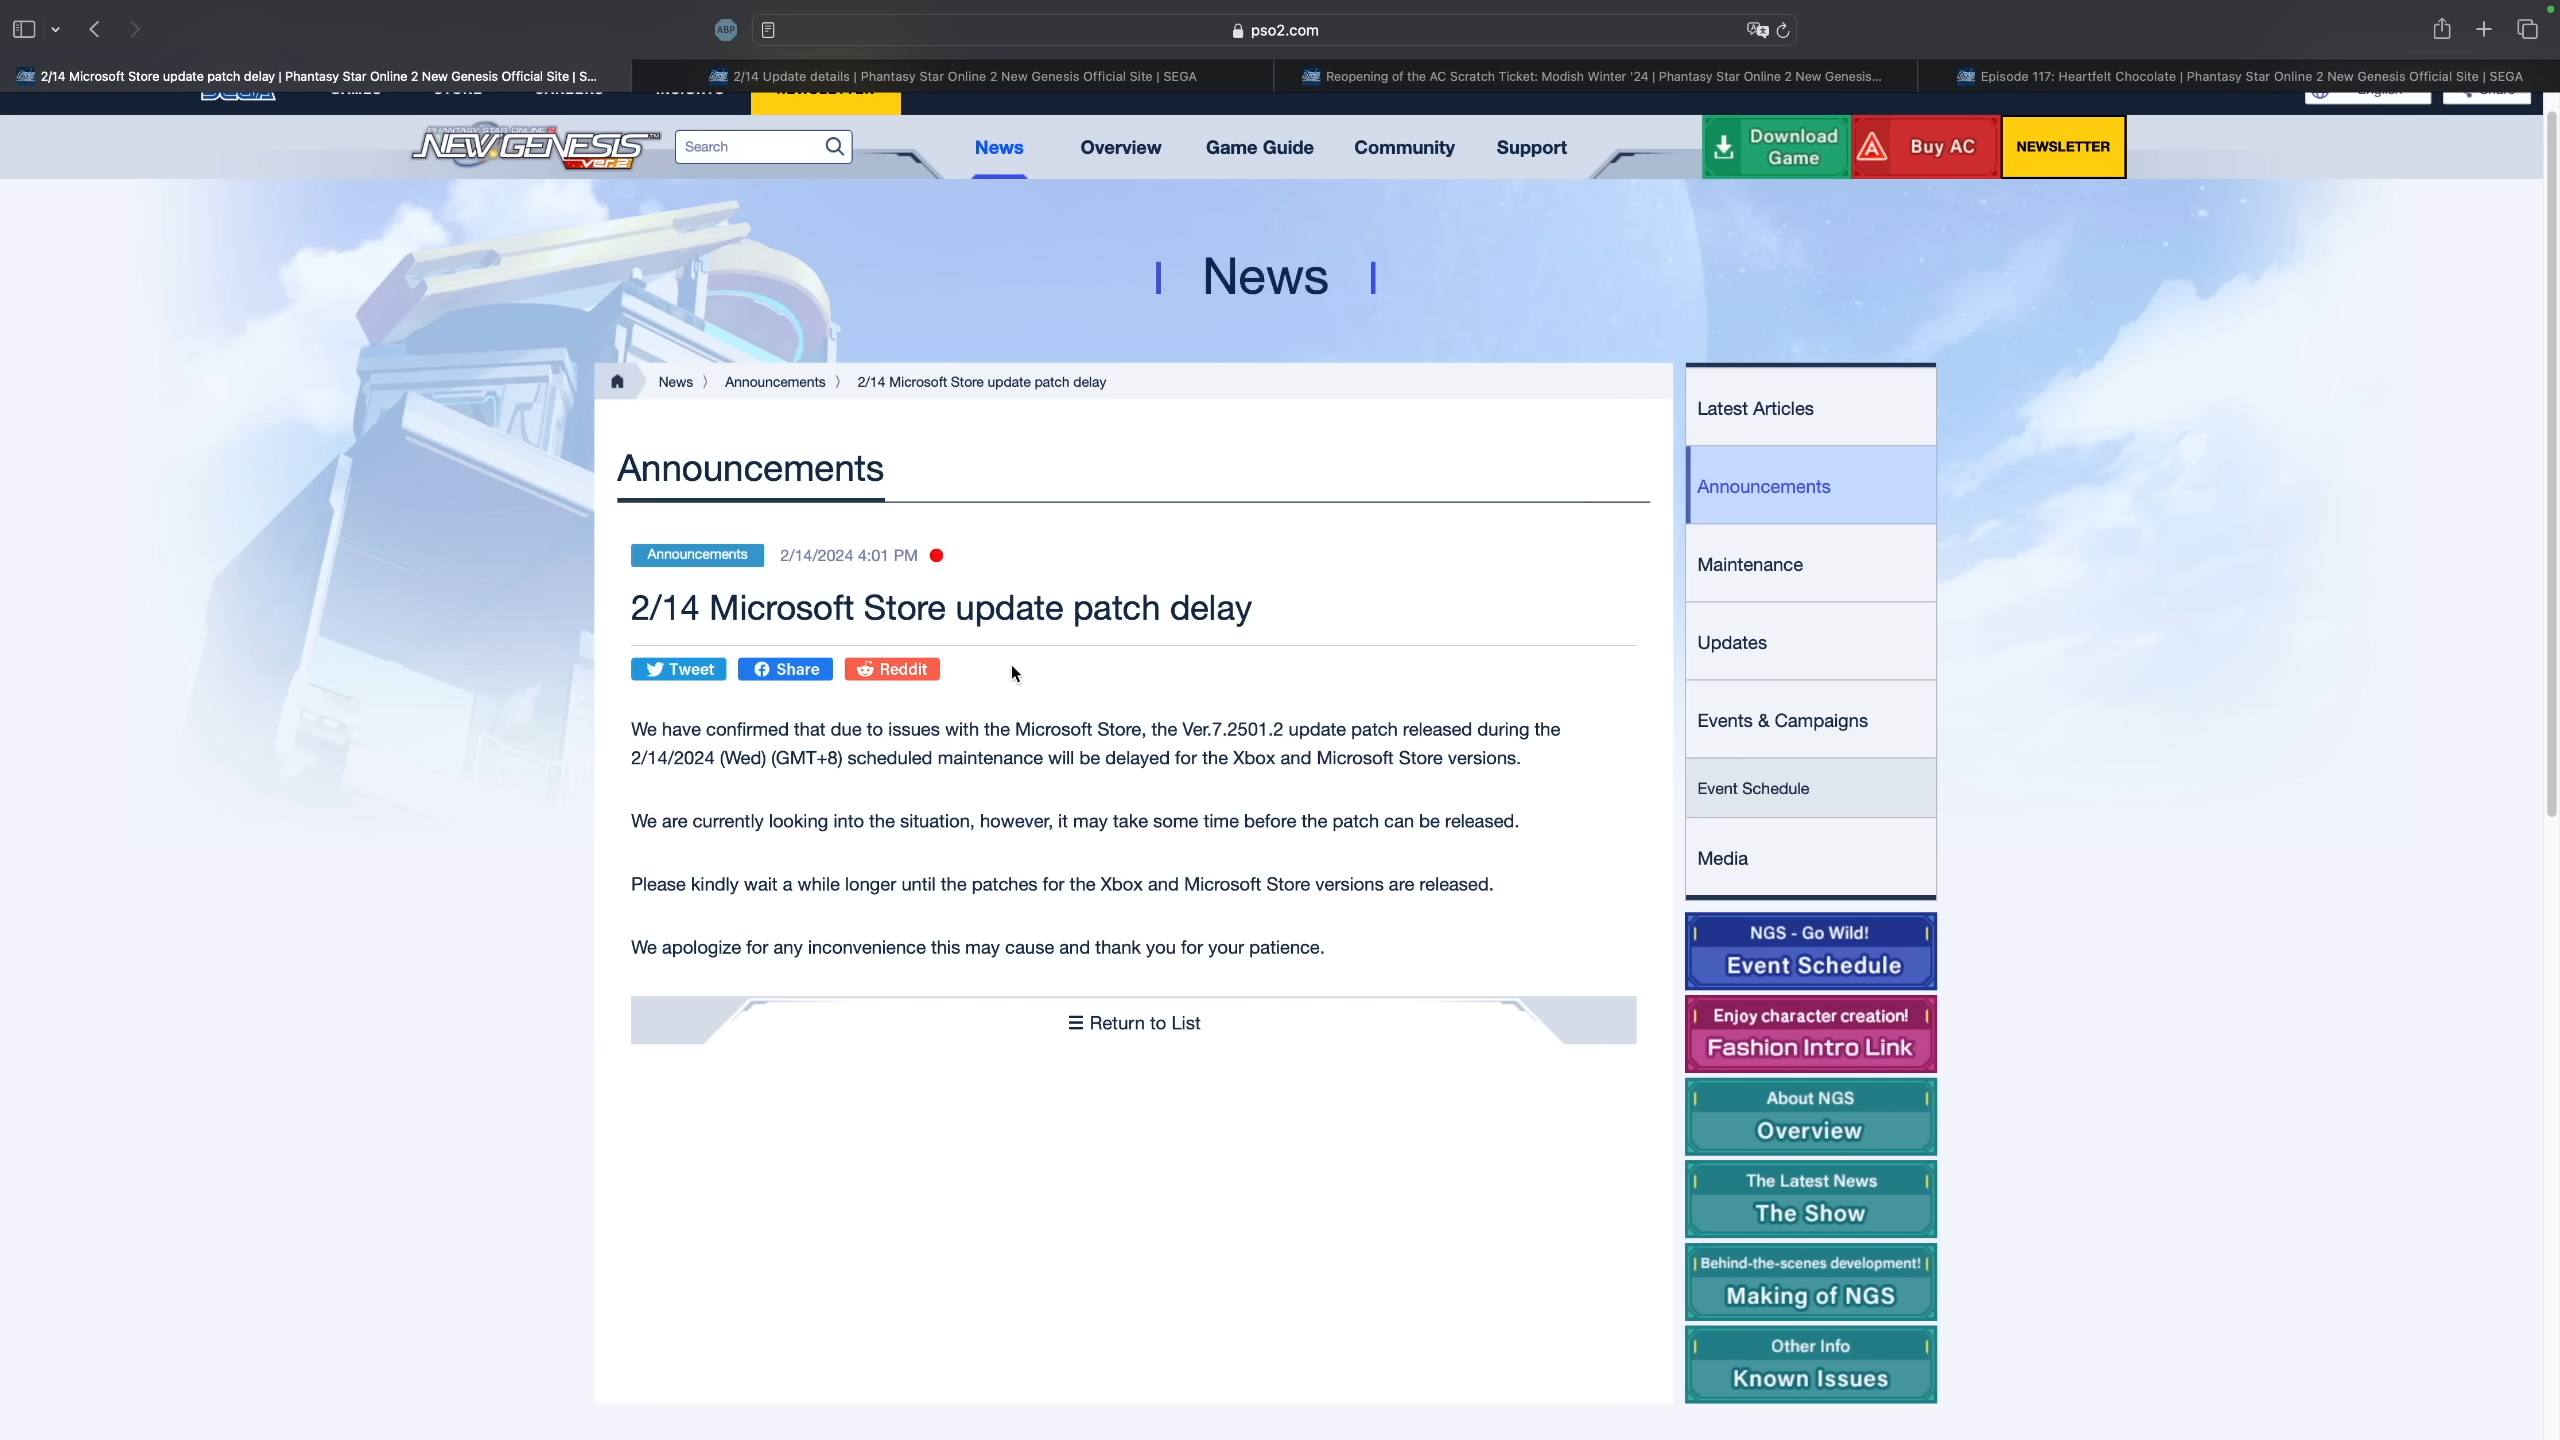 ABP
pso2.com
2/14 Microsoft Store update patch delay | Phantasy Star Online 2 New Genesis Official Site | S...
2/14 Update details | Phantasy Star Online 2 New Genesis Official Site | SEGA
Reopening of the AC Scratch Ticket: Modish Winter '24 | Phantasy Star Online 2 New Genesis...
Episode 117: Heartfelt Chocolate | Phantasy Star Online 2 New Genesis Official Site | SEGA
PHANTASY STAR ONLINE 2
NEW GENESIS™
ver.2
Search
News
Overview
Game Guide
Community
Support
Download
Game
Buy AC
NEWSLETTER
News
News 〉 Announcements 〉 2/14 Microsoft Store update patch delay
Announcements
Announcements 2/14/2024 4:01 PM
2/14 Microsoft Store update patch delay
Tweet
Share
Reddit
We have confirmed that due to issues with the Microsoft Store, the Ver.7.2501.2 update patch released during the
2/14/2024 (Wed) (GMT+8) scheduled maintenance will be delayed for the Xbox and Microsoft Store versions.
We are currently looking into the situation, however, it may take some time before the patch can be released.
Please kindly wait a while longer until the patches for the Xbox and Microsoft Store versions are released.
We apologize for any inconvenience this may cause and thank you for your patience.
Return to List
Latest Articles
Announcements
Maintenance
Updates
Events & Campaigns
Event Schedule
Media
NGS - Go Wild!
Event Schedule
Enjoy character creation!
Fashion Intro Link
About NGS
Overview
The Latest News
The Show
Behind-the-scenes development!
Making of NGS
Other Info
Known Issues